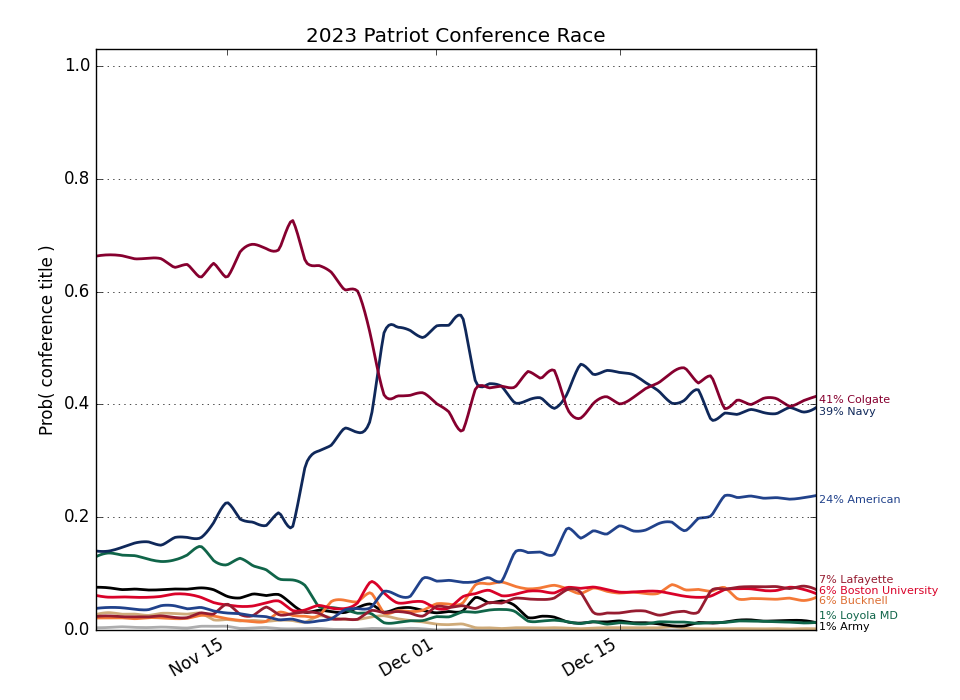 2023 Patriot Conference Race
Prob( conference title )
1.0
0.8
0.6
0.4
0.2
0.0
Nov 15
Dec 01
Dec 15
41% Colgate
39% Navy
24% American
7% Lafayette
6% Boston University
6% Bucknell
1% Loyola MD
1% Army